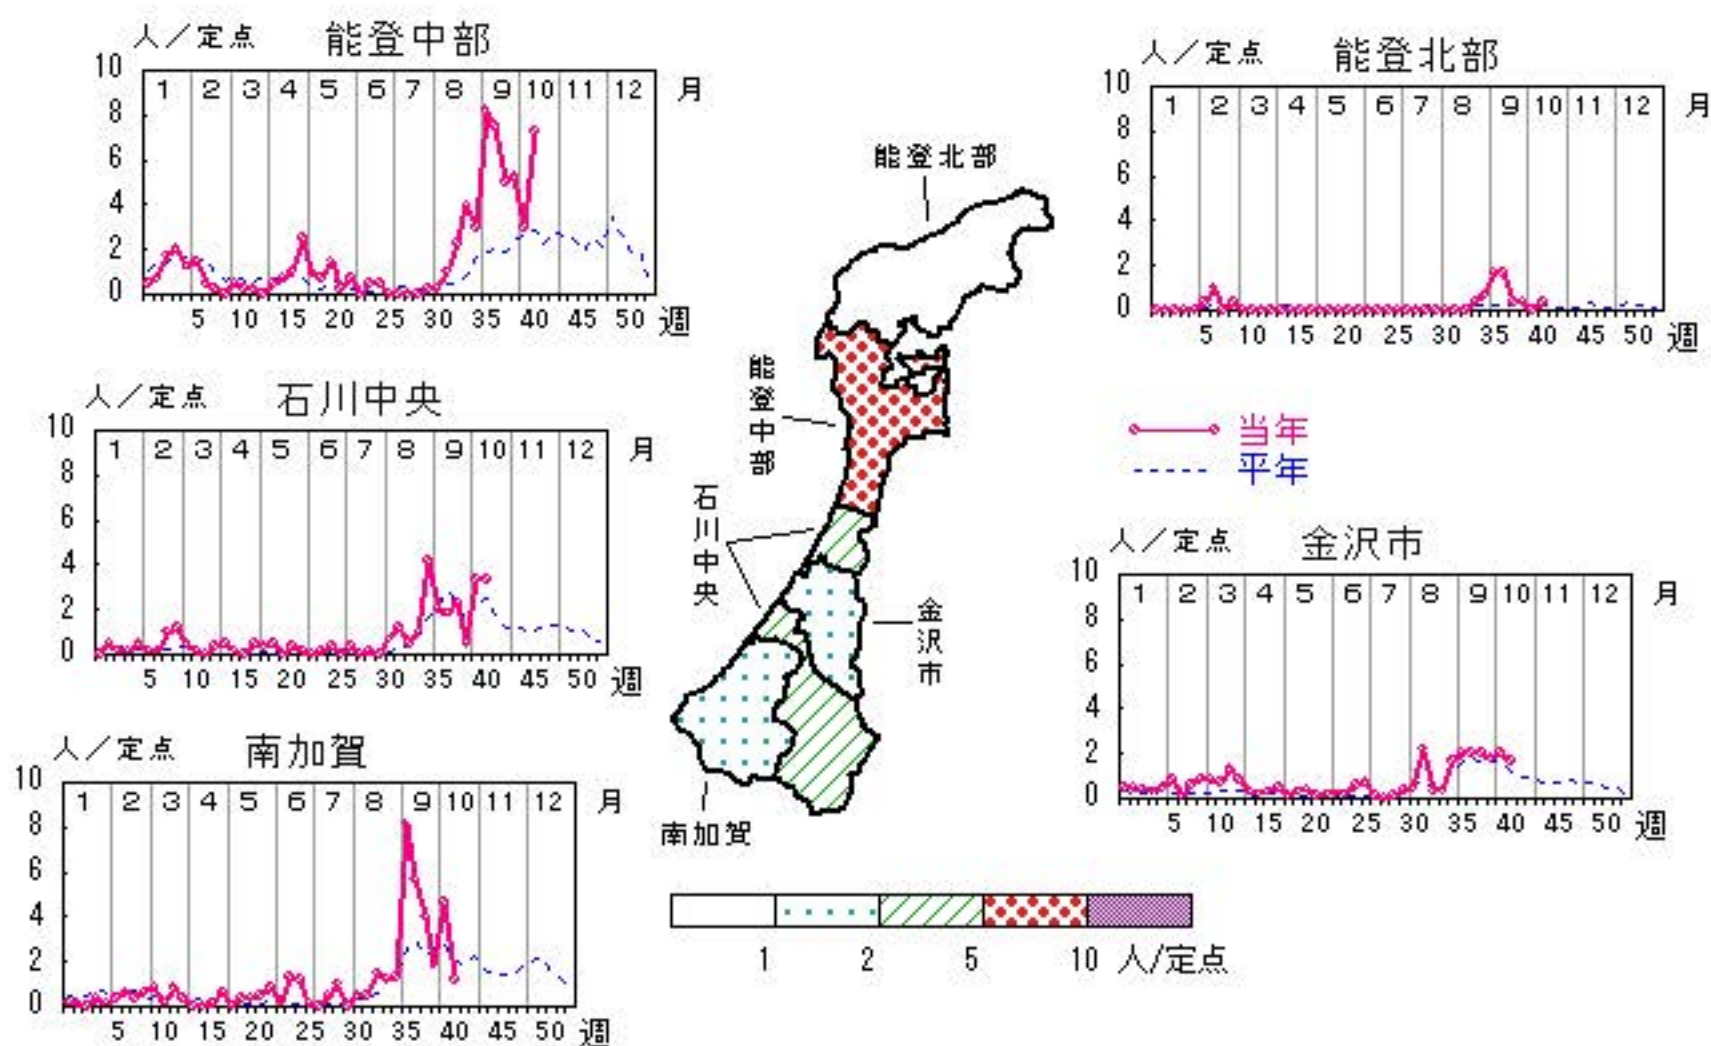 人／定点 能登中部
10 8 6 4 2 0
1 2 3 4 5 6 7 8 9 10 11 12 月
5 10 15 20 25 30 35 40 45 50 週
人／定点 能登北部
10 8 6 4 2 0
1 2 3 4 5 6 7 8 9 10 11 12 月
5 10 15 20 25 30 35 40 45 50 週
人／定点 石川中央
10 8 6 4 2 0
1 2 3 4 5 6 7 8 9 10 11 12 月
5 10 15 20 25 30 35 40 45 50 週
能登北部
能登中部
石川中央
金沢市
南加賀
当年
平年
人／定点 金沢市
10 8 6 4 2 0
1 2 3 4 5 6 7 8 9 10 11 12 月
5 10 15 20 25 30 35 40 45 50 週
人／定点 南加賀
10 8 6 4 2 0
1 2 3 4 5 6 7 8 9 10 11 12 月
5 10 15 20 25 30 35 40 45 50 週
1 2 5 10 人/定点